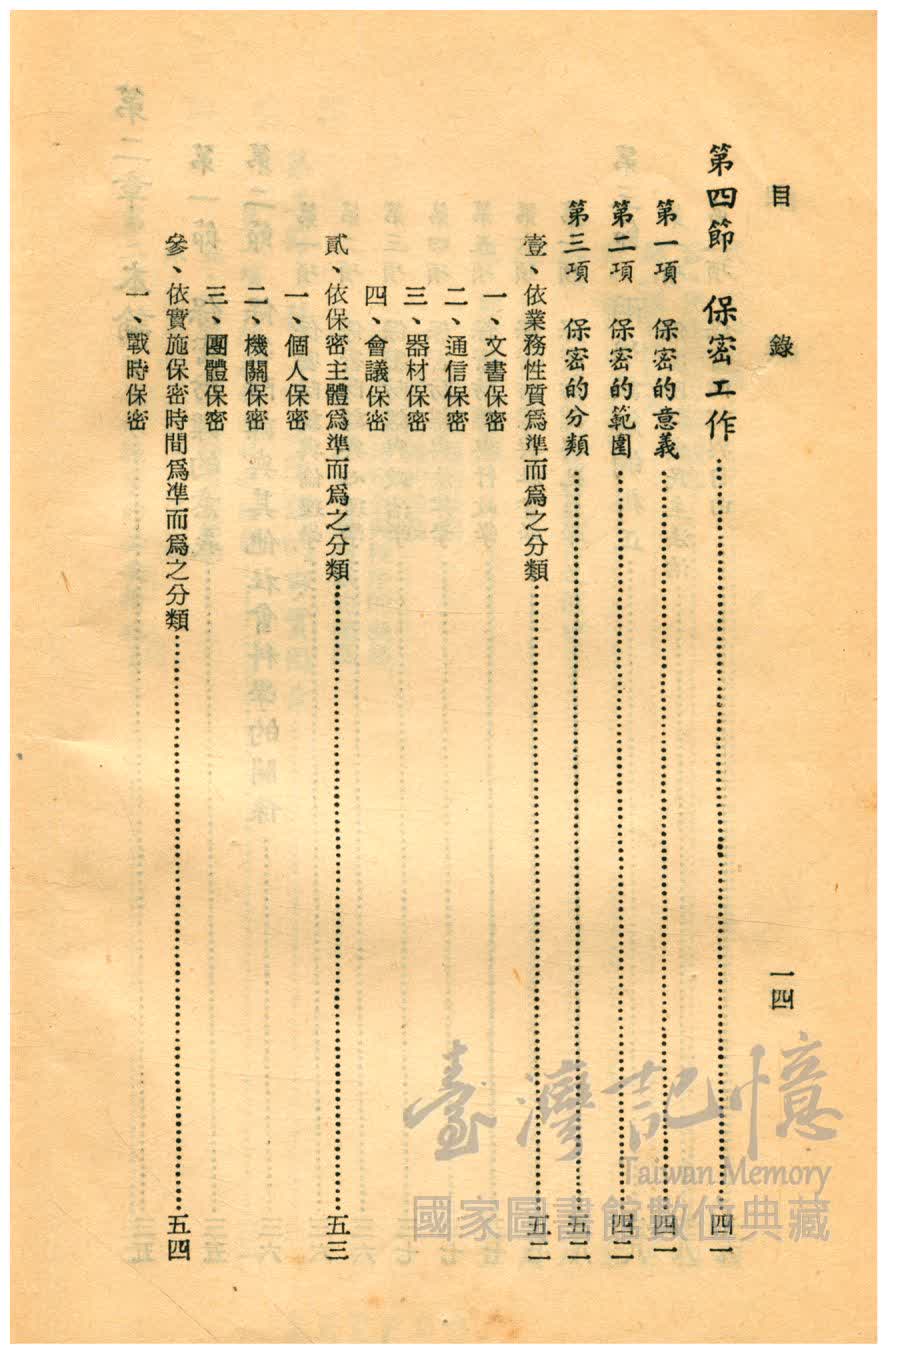 目錄 一四
第四節 保密工作……………四一
第一項 保密的意義……………四一
第二項 保密的範圍……………四二
第三項 保密的分類……………五二
壹、依業務性質爲準而爲之分類……………五二
一、文書保密
二、通信保密
三、器材保密
四、會議保密
貳、依保密主體爲準而爲之分類……………五三
一、個人保密
二、機關保密
三、團體保密
參、依實施保密時間爲準而爲之分類……………五四
一、戰時保密
臺灣記憶
Taiwan Memory
國家圖書館數位典藏